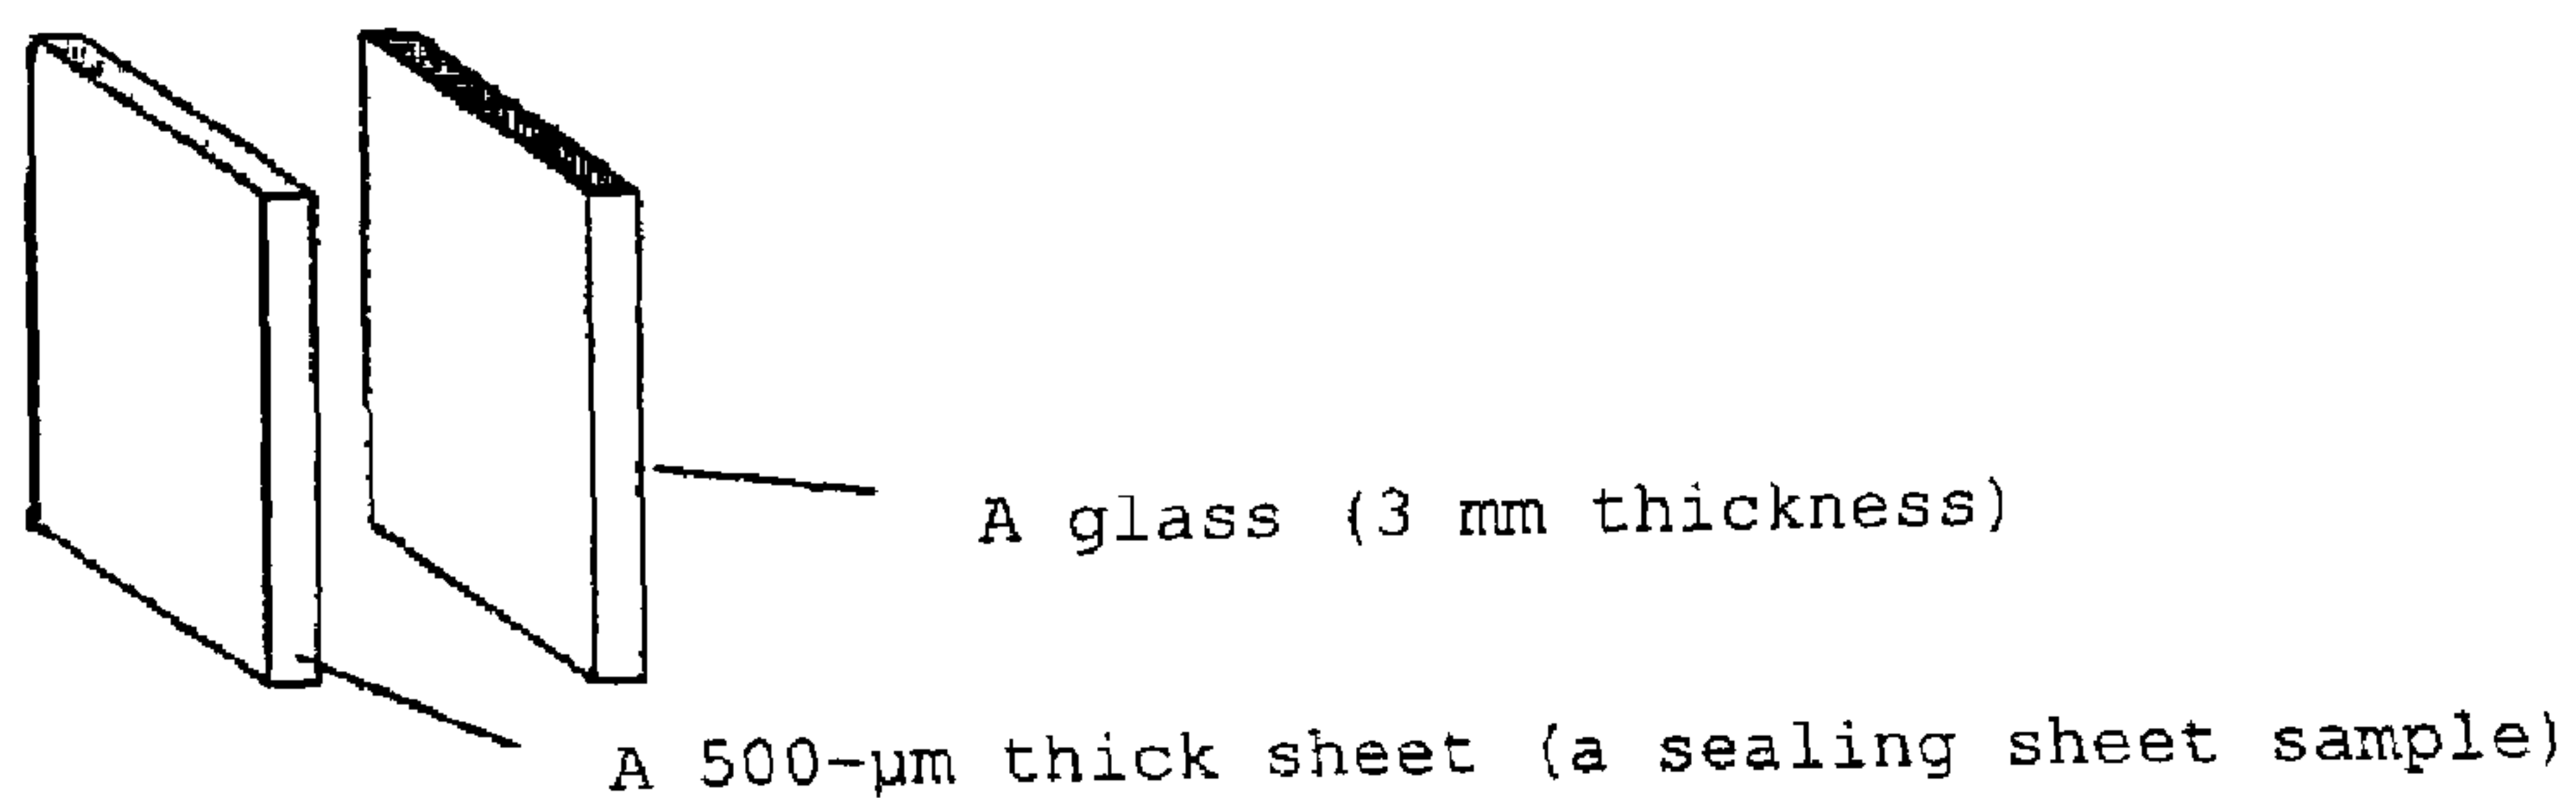 A glass (3 mm thickness)
A 500-µm thick sheet (a sealing sheet sample)